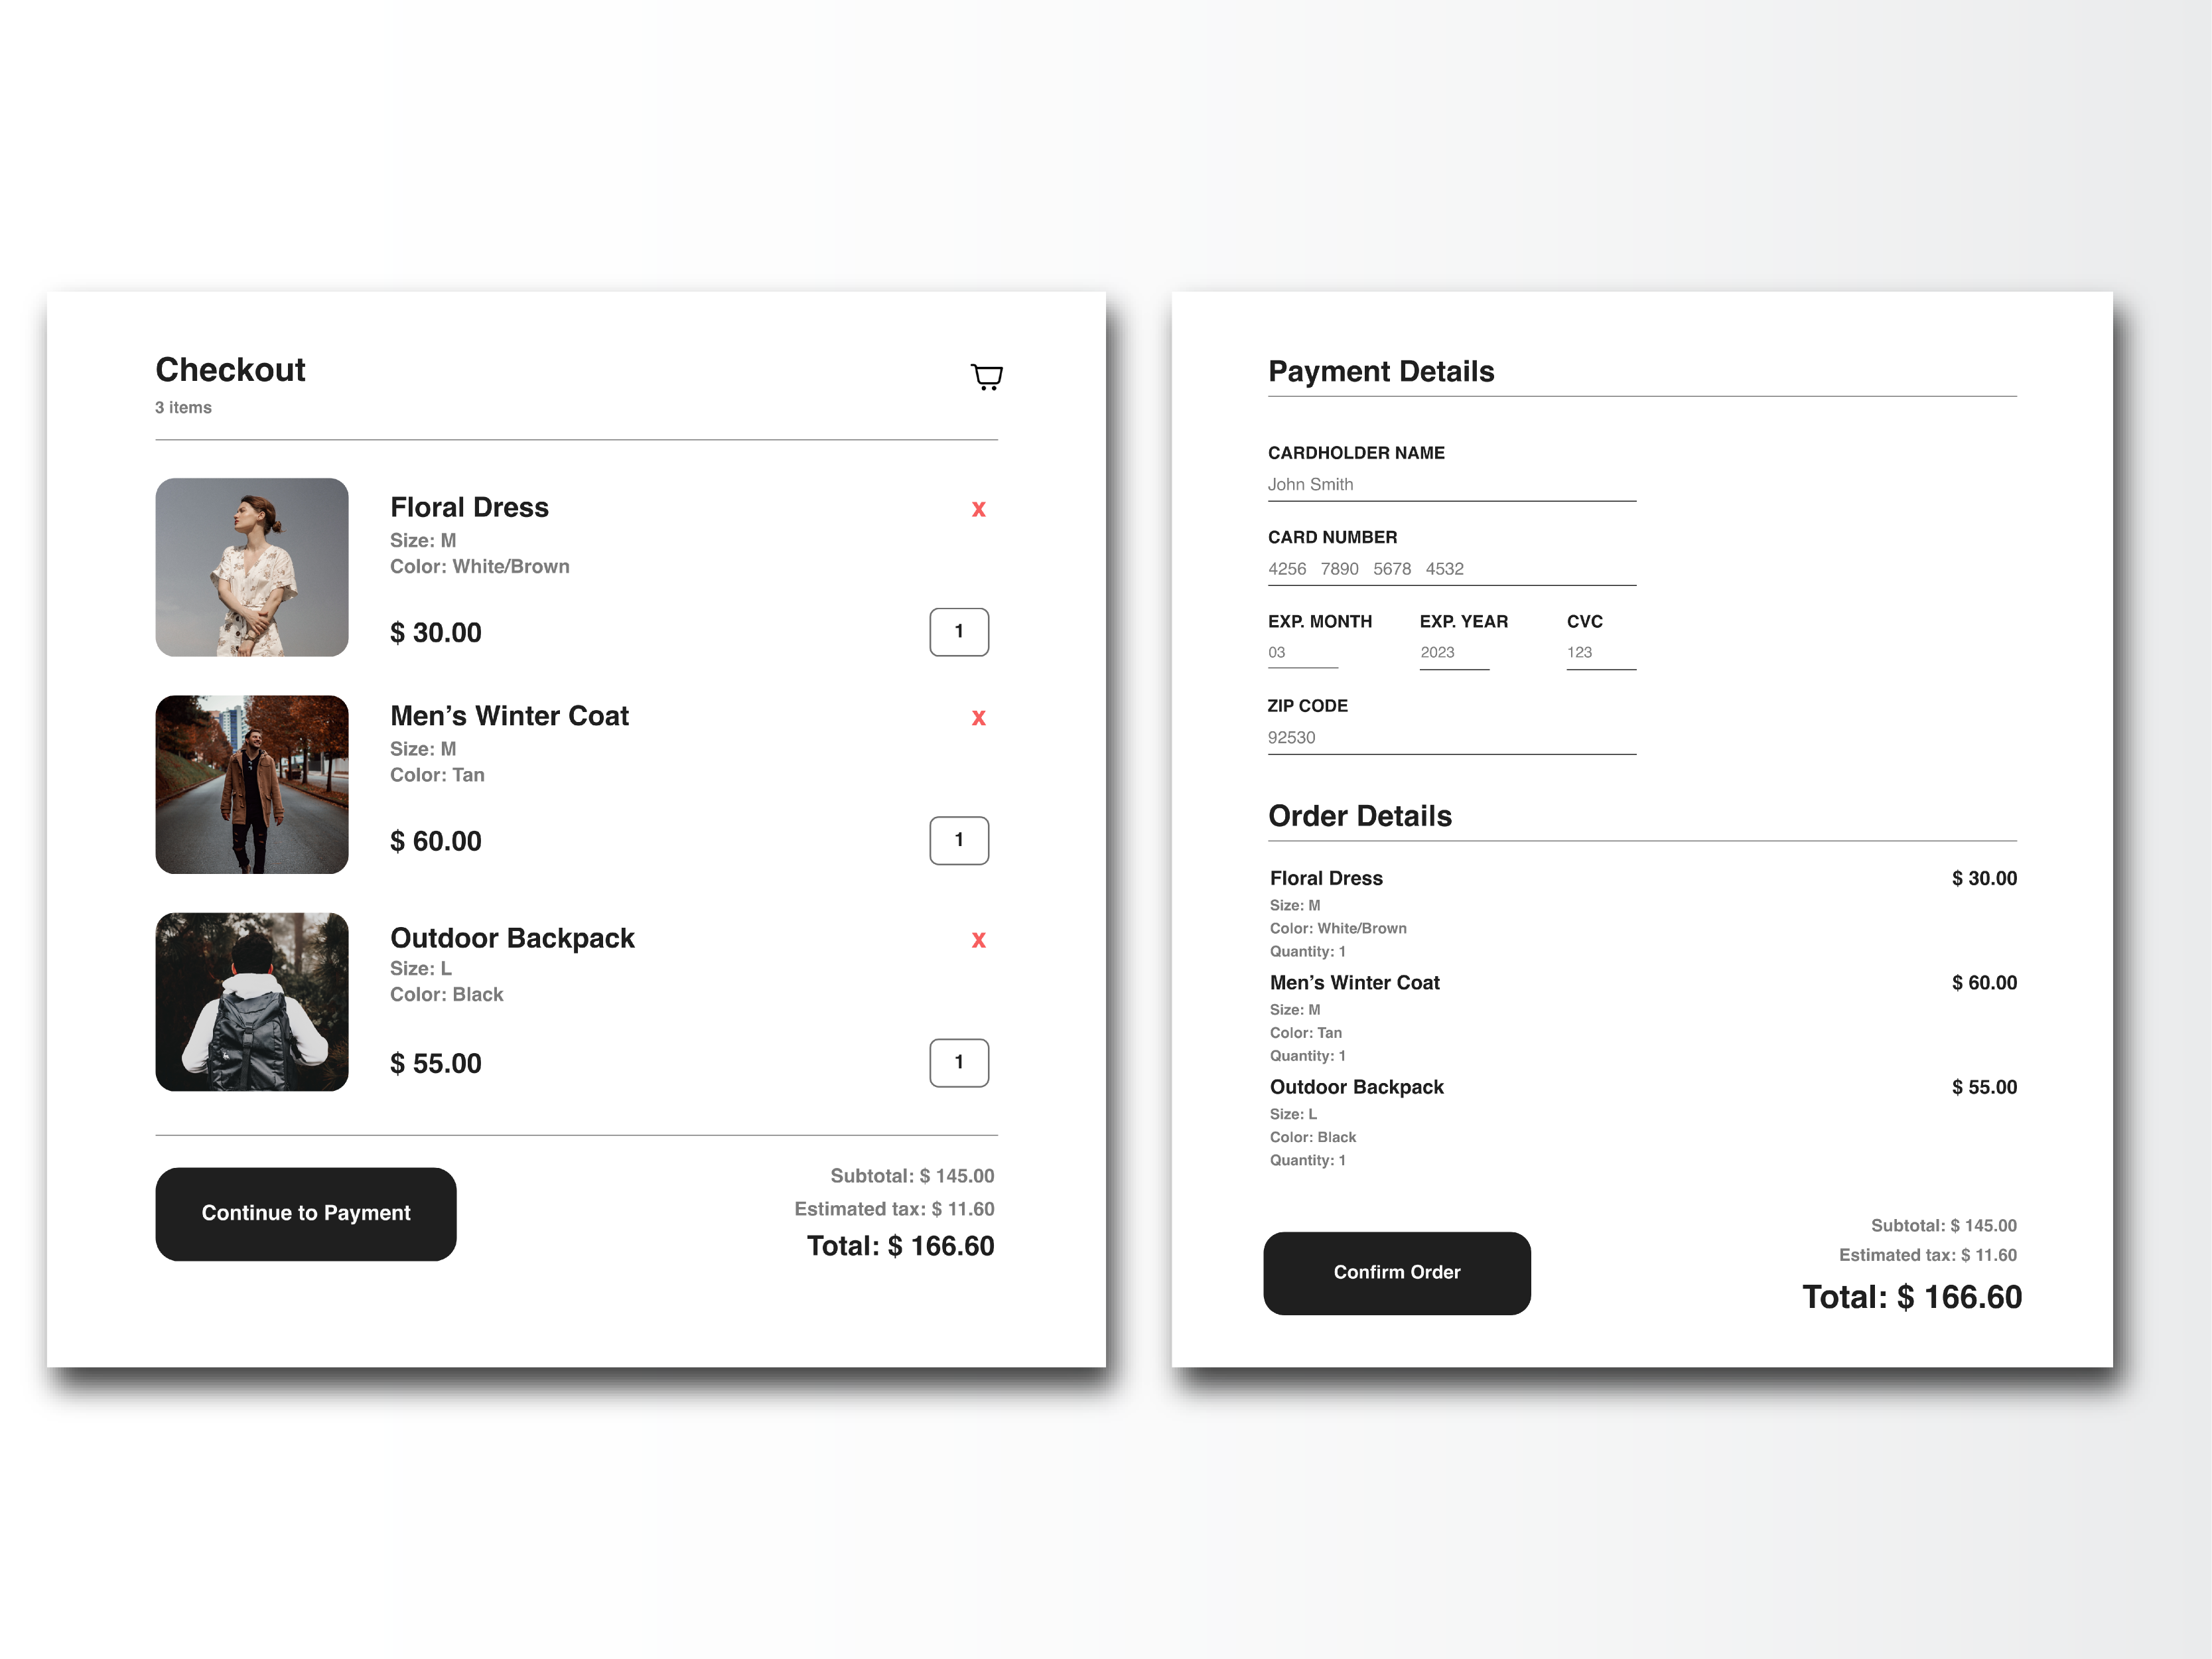 Checkout
3 items
Floral Dress
x
Size: M
Color: White/Brown
$ 30.00
1
Men’s Winter Coat
x
Size: M
Color: Tan
$ 60.00
1
Outdoor Backpack
x
Size: L
Color: Black
$ 55.00
1
Continue to Payment
Subtotal: $ 145.00
Estimated tax: $ 11.60
Total: $ 166.60
Payment Details
CARDHOLDER NAME
John Smith
CARD NUMBER
4256 7890 5678 4532
EXP. MONTH EXP. YEAR CVC
03 2023 123
ZIP CODE
92530
Order Details
Floral Dress $ 30.00
Size: M
Color: White/Brown
Quantity: 1
Men’s Winter Coat $ 60.00
Size: M
Color: Tan
Quantity: 1
Outdoor Backpack $ 55.00
Size: L
Color: Black
Quantity: 1
Confirm Order
Subtotal: $ 145.00
Estimated tax: $ 11.60
Total: $ 166.60